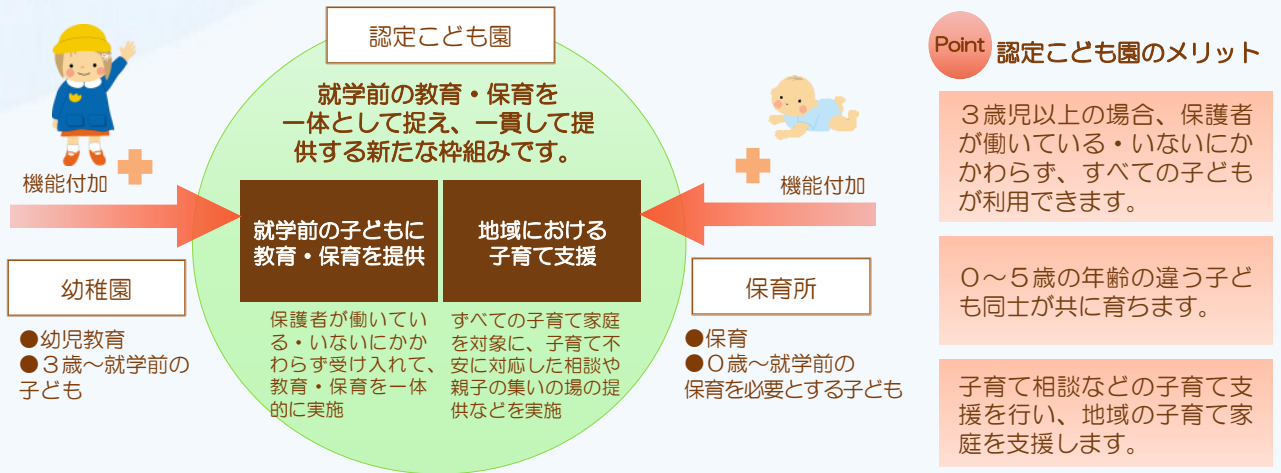 認定こども園
就学前の教育・保育を
一体として捉え、一貫して提
供する新たな枠組みです。
機能付加
幼稚園
●幼児教育
●３歳～就学前の
子ども
就学前の子どもに
教育・保育を提供
保護者が働いてい
る・いないにかか
わらず受け入れて、
教育・保育を一体
的に実施
地域における
子育て支援
すべての子育て家庭
を対象に、子育て不
安に対応した相談や
親子の集いの場の提
供などを実施
機能付加
保育所
●保育
●０歳～就学前の
保育を必要とする子ども
Point 認定こども園のメリット
３歳児以上の場合、保護者
が働いている・いないにか
かわらず、すべての子ども
が利用できます。
０～５歳の年齢の違う子ど
も同士が共に育ちます。
子育て相談などの子育て支
援を行い、地域の子育て家
庭を支援します。